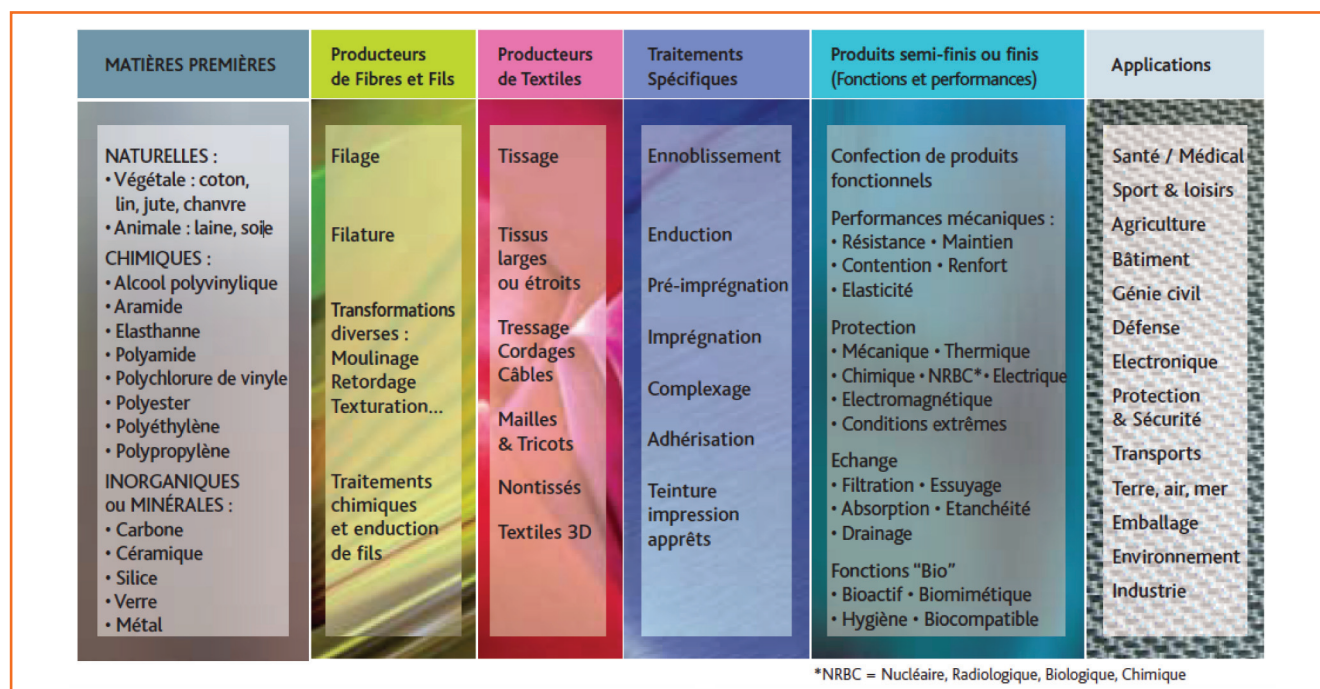 MATIÈRES PREMIÈRES
NATURELLES :
• Végétale : coton,
lin, jute, chanvre
• Animale : laine, soie
CHIMIQUES :
• Alcool polyvinylique
• Aramide
• Elasthanne
• Polyamide
• Polychlorure de vinyle
• Polyester
• Polyéthylène
• Polypropylène
INORGANIQUES
ou MINÉRALES :
• Carbone
• Céramique
• Silice
• Verre
• Métal
Producteurs
de Fibres et Fils
Filage
Filature
Transformations
diverses :
Moulinage
Retordage
Texturation...
Traitements
chimiques
et enduction
de fils
Producteurs
de Textiles
Tissage
Tissus
larges
ou étroits
Tressage
Cordages
Câbles
Mailles
& Tricots
Nontissés
Textiles 3D
Traitements
Spécifiques
Ennoblissement
Enduction
Pré-imprégnation
Imprégnation
Complexage
Adhérisation
Teinture
impression
apprêts
Produits semi-finis ou finis
(Fonctions et performances)
Confection de produits
fonctionnels
Performances mécaniques :
• Résistance • Maintien
• Contention • Renfort
• Elasticité
Protection
• Mécanique • Thermique
• Chimique • NRBC* • Electrique
• Electromagnétique
• Conditions extrêmes
Echange
• Filtration • Essuyage
• Absorption • Etanchéité
• Drainage
Fonctions "Bio"
• Bioactif • Biomimétique
• Hygiène • Biocompatible
Applications
Santé / Médical
Sport & loisirs
Agriculture
Bâtiment
Génie civil
Défense
Electronique
Protection
& Sécurité
Transports
Terre, air, mer
Emballage
Environnement
Industrie
*NRBC = Nucléaire, Radiologique, Biologique, Chimique